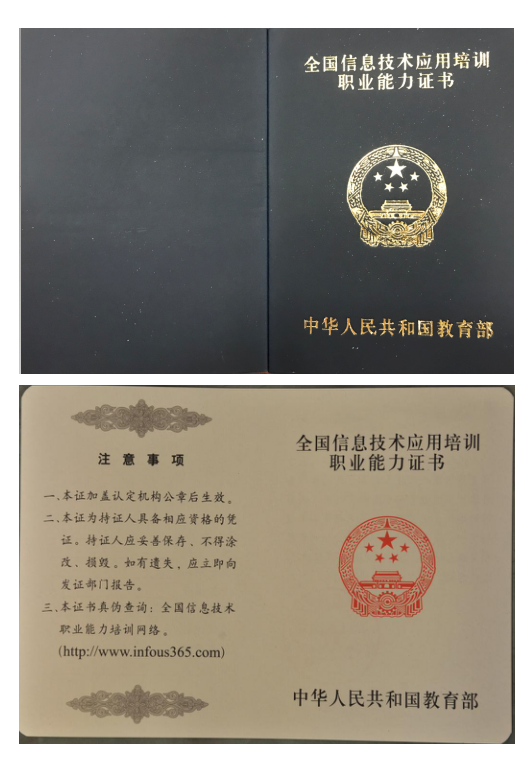 全国信息技术应用培训
职业能力证书
中华人民共和国教育部
注意事项
一、本证加盖认定机构公章后生效。
二、本证为持证人具备相应资格的凭
证。持证人应妥善保存、不得涂
改、损毁。如有遗失，应立即向
发证部门报告。
三、本证书真伪查询：全国信息技术
职业能力培训网络。
(http://www.infous365.com)
全国信息技术应用培训
职业能力证书
中华人民共和国教育部